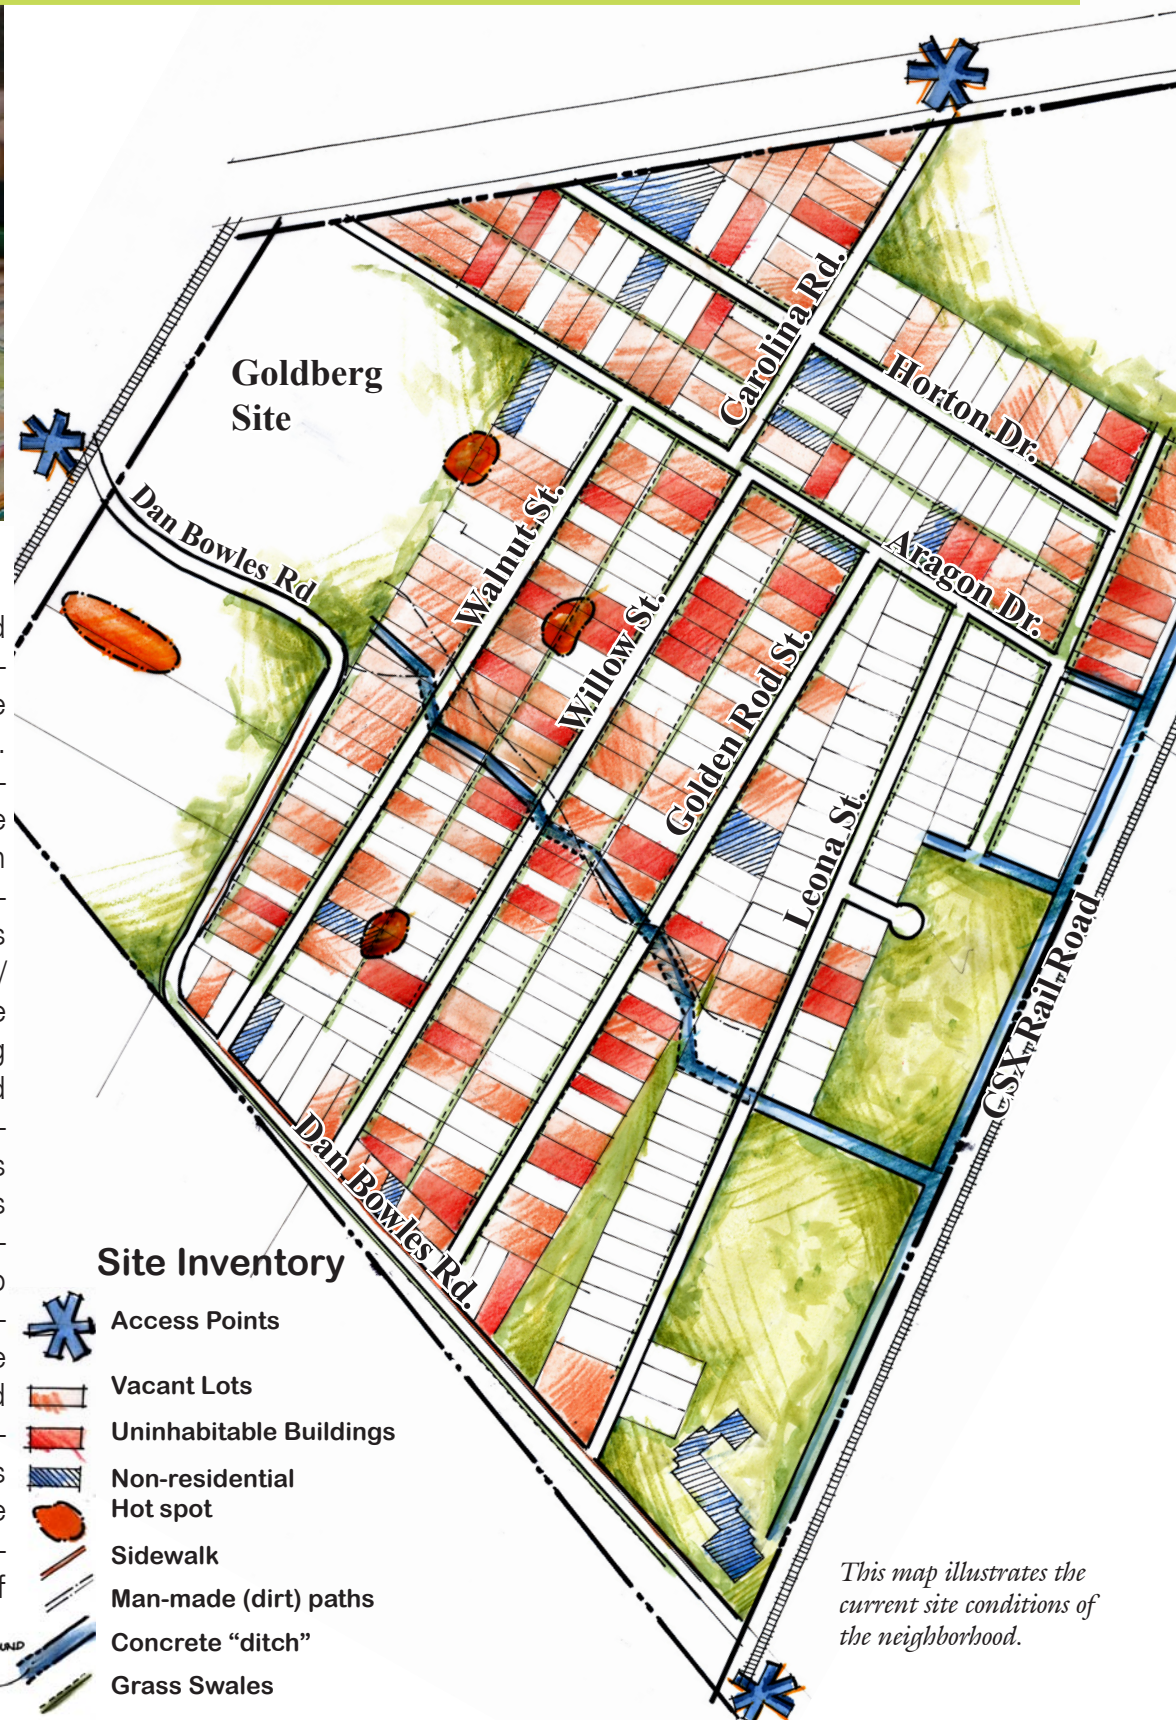 Goldberg
Site
Carolina Rd.
Horton Dr.
Aragon Dr.
Dan Bowles Rd
Walnut St.
Willow St.
Golden Rod St.
Leona St.
CSX Rail Road
Dan Bowles Rd.
Site Inventory
Access Points
Vacant Lots
Uninhabitable Buildings
Non-residential
Hot spot
Sidewalk
Man-made (dirt) paths
Concrete “ditch”
Grass Swales
This map illustrates the
current site conditions of
the neighborhood.